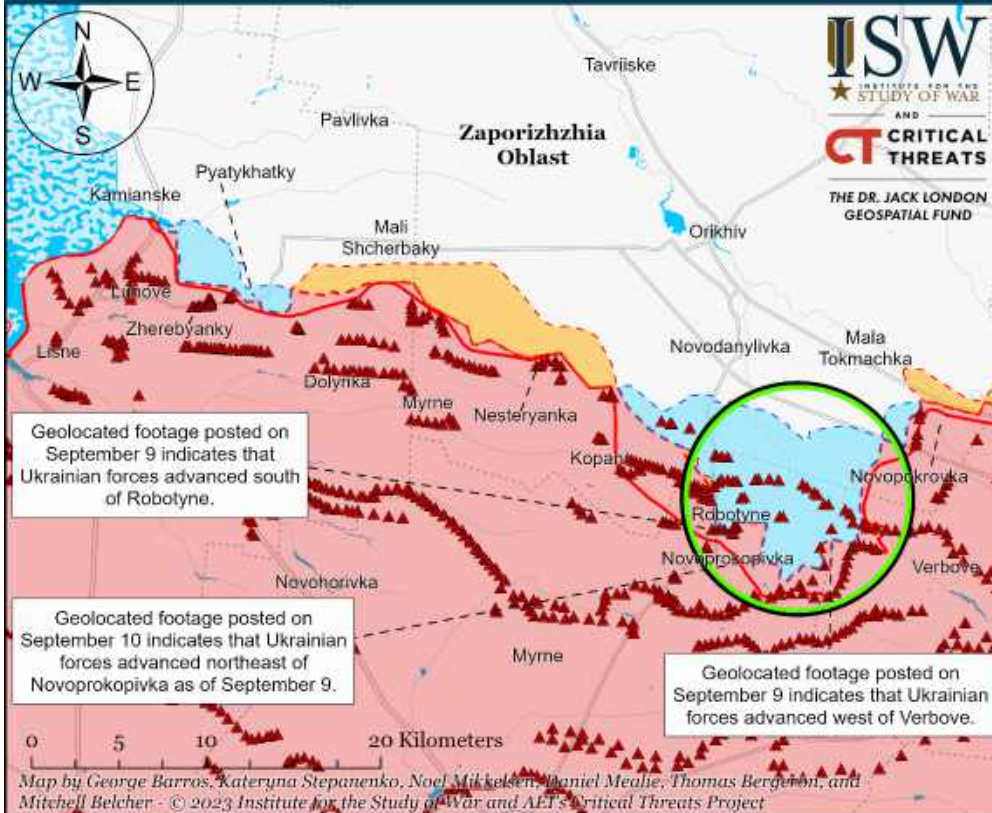 N
W E
S
ISW
INSTITUTE FOR THE
STUDY OF WAR
AND
CT CRITICAL
THREATS
THE DR. JACK LONDON
GEOSPATIAL FUND
Tavriiske
Pavlivka
Zaporizhzhia
Oblast
Pyatykhatky
Kamianske
Mali
Shcherbaky
Orikhiv
Luhove
Zherebyanky
Lisne
Novodanylivka
Mala
Tokmachka
Dolynka
Myrne
Nesteryanka
Geolocated footage posted on
September 9 indicates that
Ukrainian forces advanced south
of Robotyne.
Kopani
Novopokrovka
Robotyne
Novoprokopivka
Verbove
Novohorivka
Geolocated footage posted on
September 10 indicates that Ukrainian
forces advanced northeast of
Novoprokopivka as of September 9.
Myrne
Geolocated footage posted on
September 9 indicates that Ukrainian
forces advanced west of Verbove.
0 5 10 20 Kilometers
Map by George Barros, Kateryna Stepanenko, Noel Mikkelsen, Daniel Mealie, Thomas Bergeron, and
Mitchell Belcher - © 2023 Institute for the Study of War and AEI's Critical Threats Project